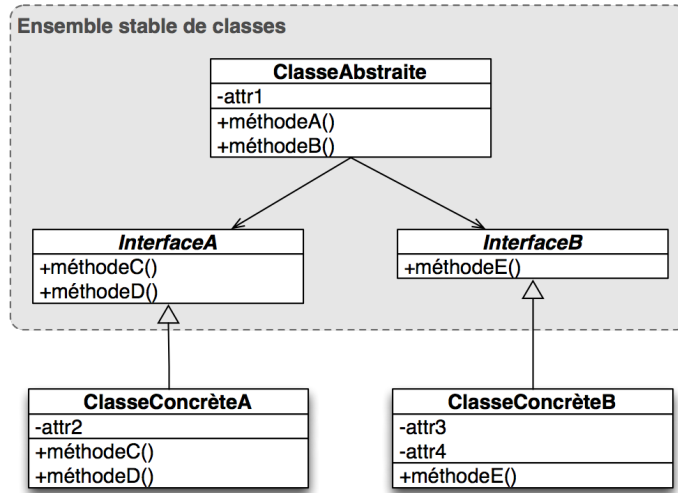 Ensemble stable de classes
ClasseAbstraite
-attr1
+méthodeA()
+méthodeB()
InterfaceA
+méthodeC()
+méthodeD()
InterfaceB
+méthodeE()
ClasseConcrèteA
-attr2
+méthodeC()
+méthodeD()
ClasseConcrèteB
-attr3
-attr4
+méthodeE()